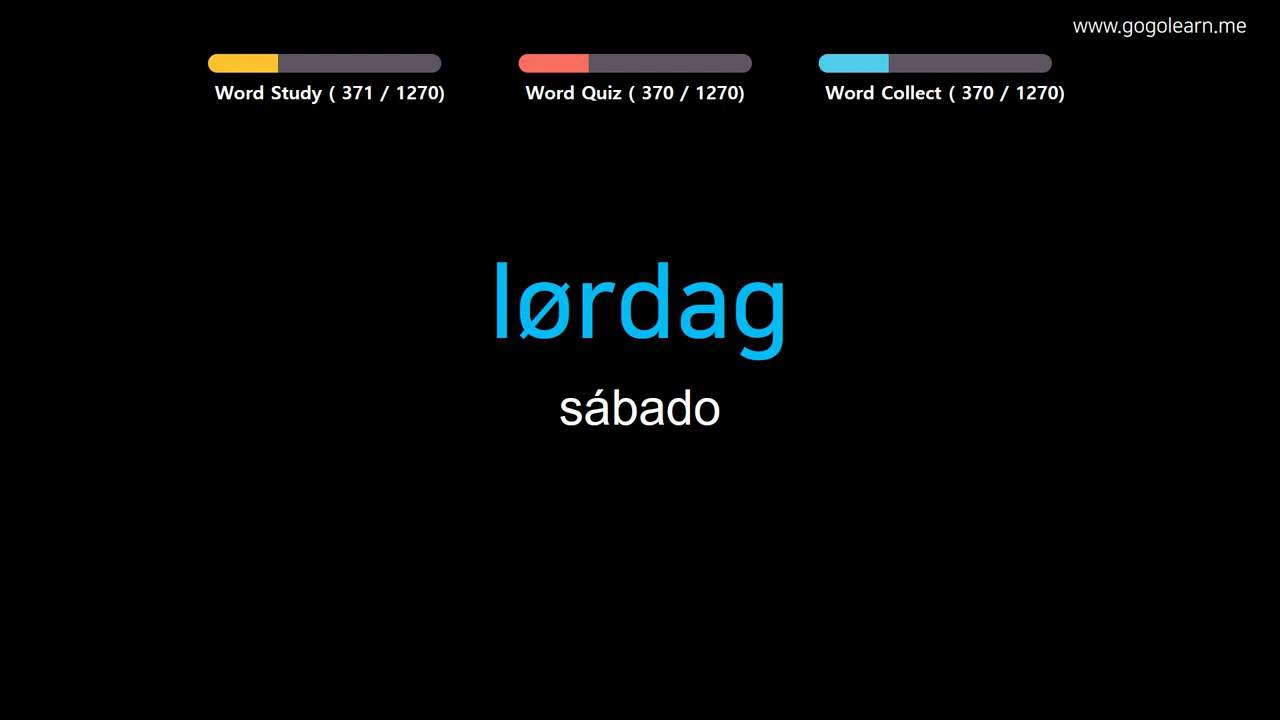 www.gogolearn.me
Word Study ( 371 / 1270)
Word Quiz ( 370 / 1270)
Word Collect ( 370 / 1270)
lørdag
sábado